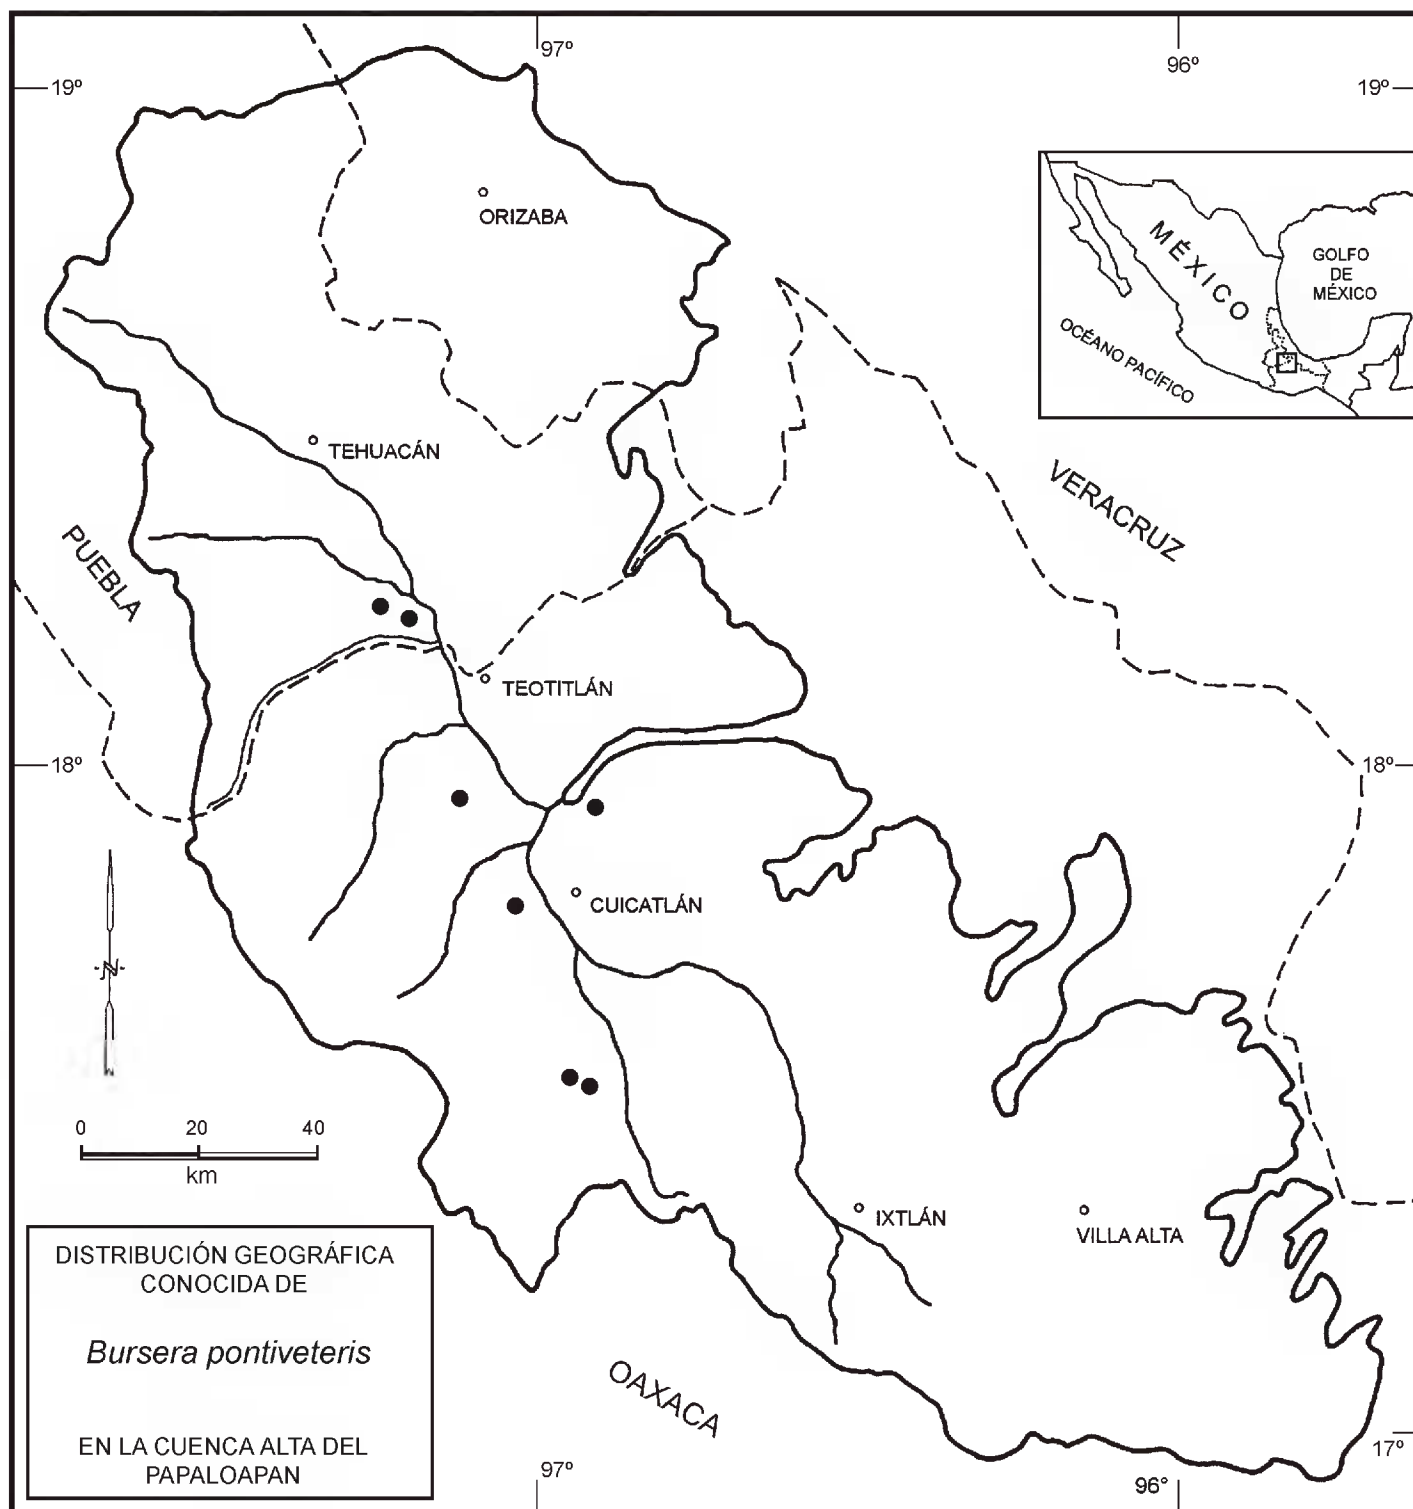 97º
96º
19º
19º
ORIZABA
MÉXICO
GOLFO
DE
MÉXICO
OCÉANO PACÍFICO
TEHUACÁN
VERACRUZ
PUEBLA
TEOTITLÁN
18º
18º
CUICATLÁN
N
0 20 40
km
IXTLÁN
VILLA ALTA
DISTRIBUCIÓN GEOGRÁFICA
CONOCIDA DE
Bursera pontiveteris
EN LA CUENCA ALTA DEL
PAPALOAPAN
OAXACA
17º
97º
96°